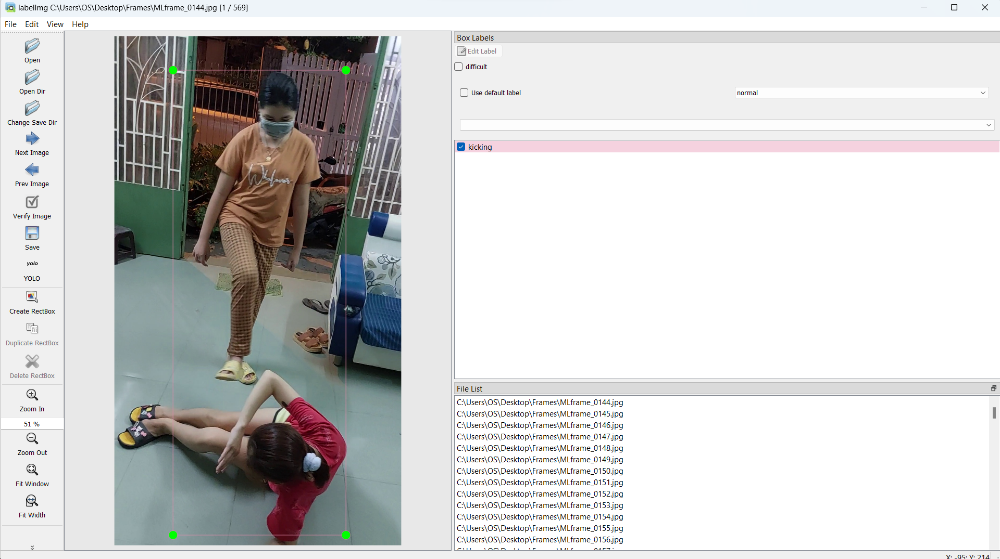 labelImg C:\Users\OS\Desktop\Frames\MLframe_0144.jpg [1 / 569]
File Edit View Help
Open
Open Dir
Change Save Dir
Next Image
Prev Image
Verify Image
Save
yolo
YOLO
Create RectBox
Duplicate RectBox
Delete RectBox
Zoom In
51 %
Zoom Out
Fit Window
Fit Width
Whatever
Box Labels
Edit Label
difficult
Use default label
normal
kicking
File List
C:\Users\OS\Desktop\Frames\MLframe_0144.jpg
C:\Users\OS\Desktop\Frames\MLframe_0145.jpg
C:\Users\OS\Desktop\Frames\MLframe_0146.jpg
C:\Users\OS\Desktop\Frames\MLframe_0147.jpg
C:\Users\OS\Desktop\Frames\MLframe_0148.jpg
C:\Users\OS\Desktop\Frames\MLframe_0149.jpg
C:\Users\OS\Desktop\Frames\MLframe_0150.jpg
C:\Users\OS\Desktop\Frames\MLframe_0151.jpg
C:\Users\OS\Desktop\Frames\MLframe_0152.jpg
C:\Users\OS\Desktop\Frames\MLframe_0153.jpg
C:\Users\OS\Desktop\Frames\MLframe_0154.jpg
C:\Users\OS\Desktop\Frames\MLframe_0155.jpg
C:\Users\OS\Desktop\Frames\MLframe_0156.jpg
X: -95; Y: 214